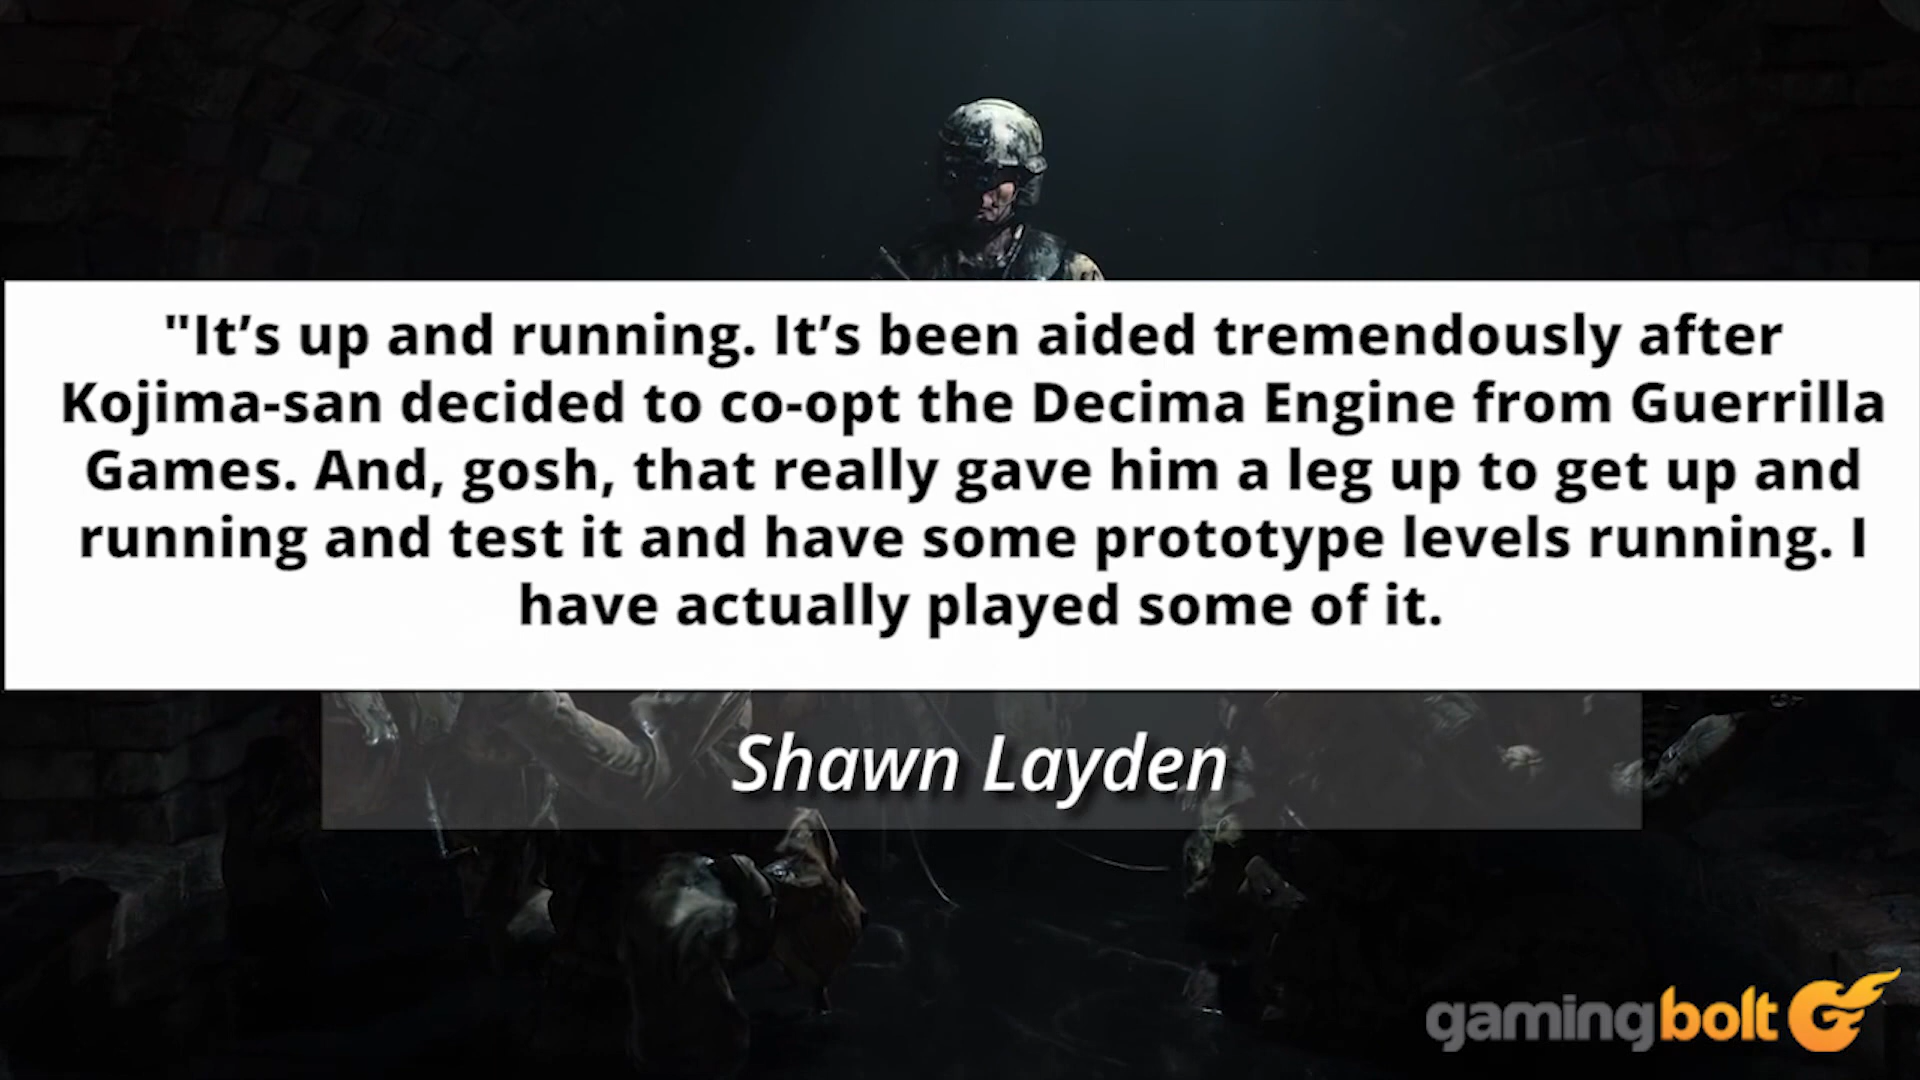 "It’s up and running. It’s been aided tremendously after
Kojima-san decided to co-opt the Decima Engine from Guerrilla
Games. And, gosh, that really gave him a leg up to get up and
running and test it and have some prototype levels running. I
have actually played some of it.
Shawn Layden
gamingbolt